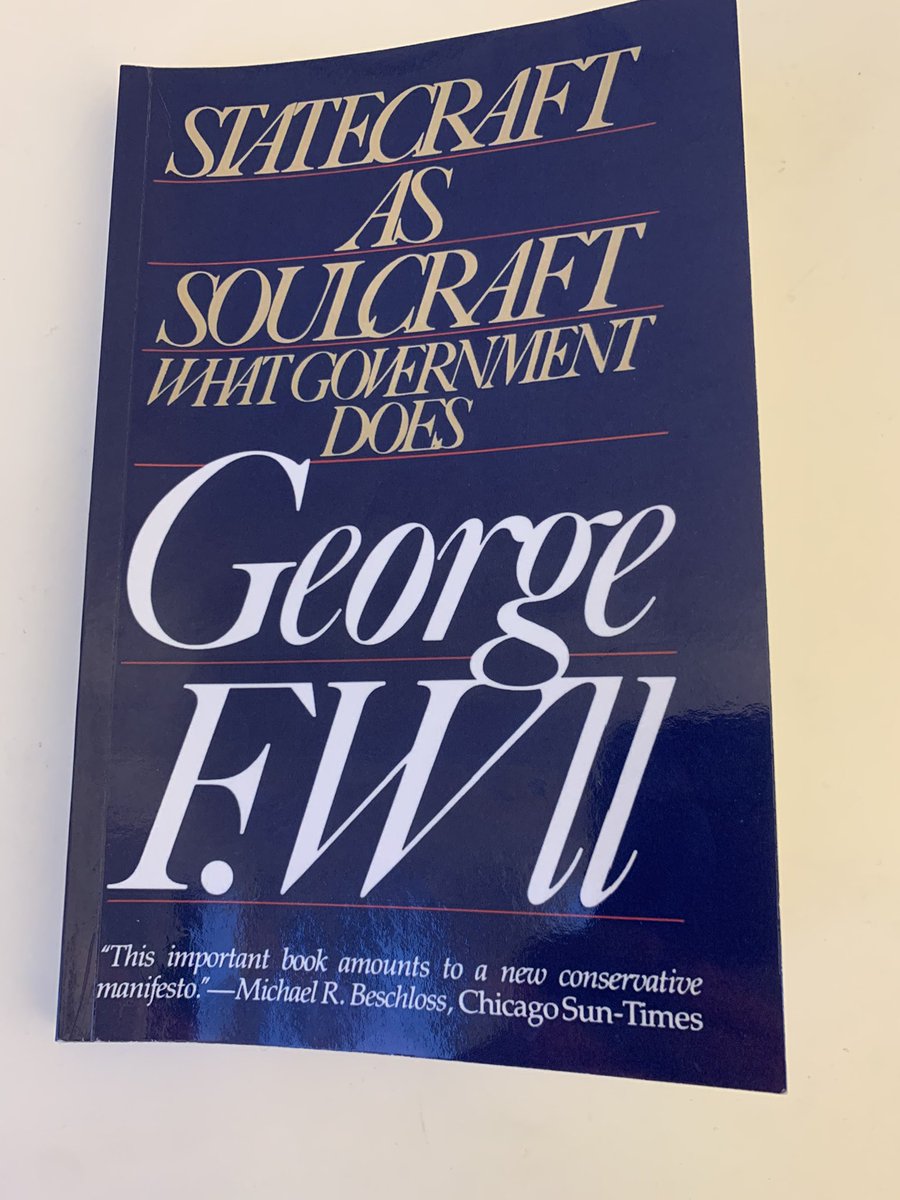 STATECRAFT
AS
SOULCRAFT
WHAT GOVERNMENT
DOES
George
F. Will
“This important book amounts to a new conservative
manifesto.”—Michael R. Beschloss, Chicago Sun-Times